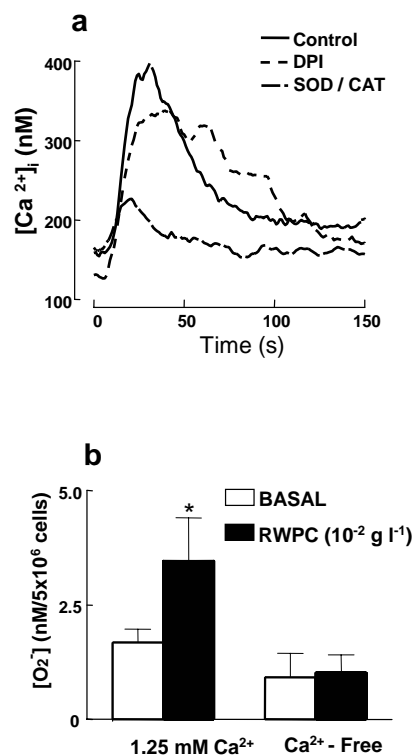 a
Control
DPI
SOD / CAT
400
300
200
100
[Ca 2+]i (nM)
0
50
100
150
Time (s)
b
BASAL
RWPC (10-2 g l-1)
5.0
2.5
0
[O2-] (nM/5x106 cells)
*
1.25 mM Ca2+
Ca2+ - Free